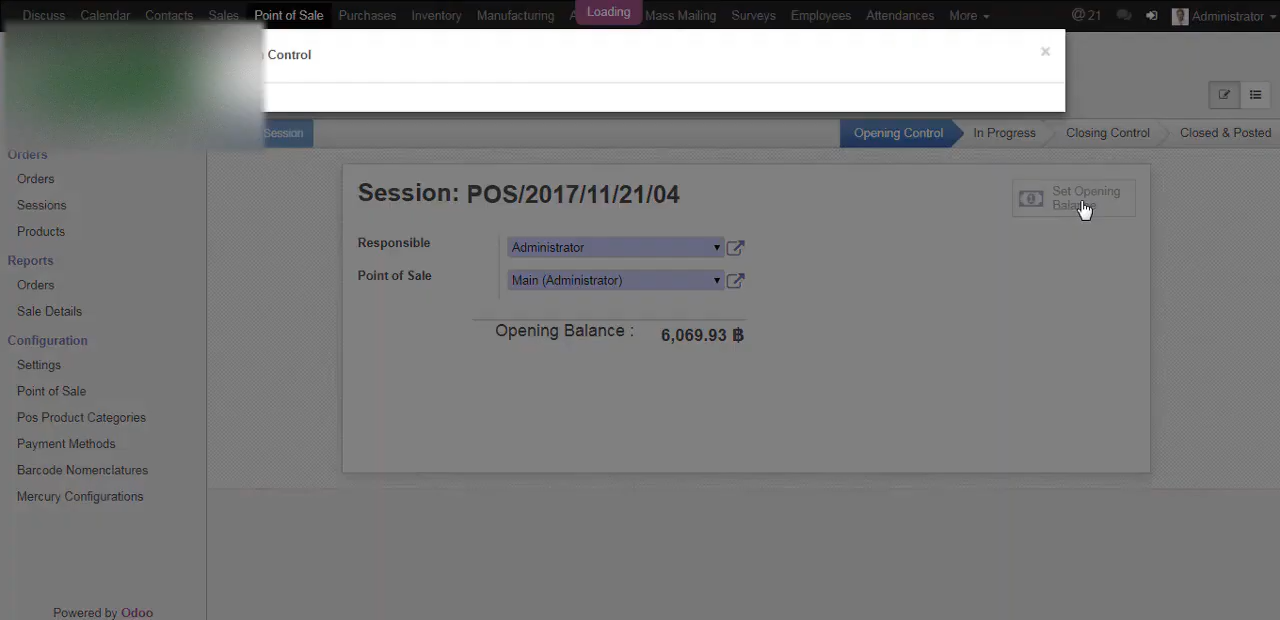 Discuss Calendar Contacts Sales Point of Sale Purchases Inventory Manufacturing Loading Mass Mailing Surveys Employees Attendances More @ 21 Administrator
Control ×
Session Opening Control In Progress Closing Control Closed & Posted
Orders
Orders
Sessions
Products
Reports
Orders
Sale Details
Configuration
Settings
Point of Sale
Pos Product Categories
Payment Methods
Barcode Nomenclatures
Mercury Configurations
Powered by Odoo
Session: POS/2017/11/21/04
Set Opening
Balance
Responsible Administrator
Point of Sale Main (Administrator)
Opening Balance : 6,069.93 ฿